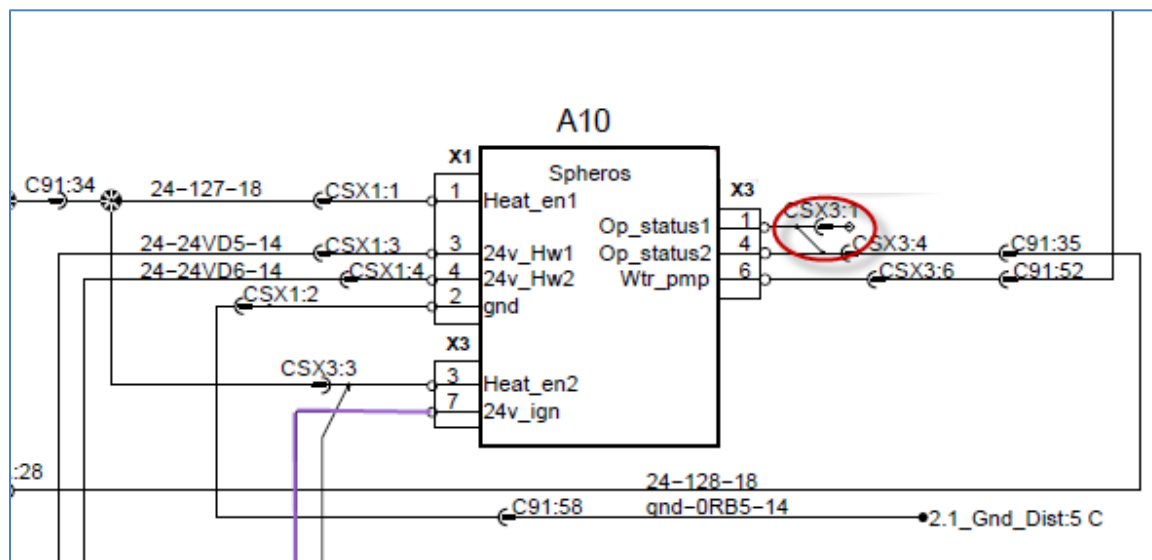 A10
X1
Spheros
C91:34
24-127-18
CSX1:1
1
Heat_en1
X3
CSX3:1
Op_status1
1
24-24VD5-14
CSX1:3
3
24v_Hw1
Op_status2
4
CSX3:4
C91:35
24-24VD6-14
CSX1:4
4
24v_Hw2
Wtr_pmp
6
CSX3:6
C91:52
CSX1:2
2
gnd
X3
CSX3:3
3
Heat_en2
7
24v_ign
:28
24-128-18
C91:58
gnd-0RB5-14
2.1_Gnd_Dist:5 C